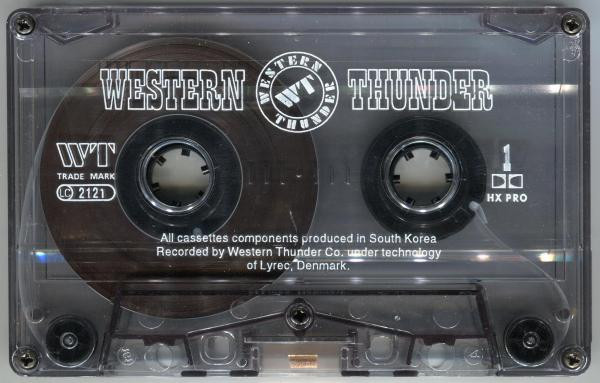 WESTERN THUNDER
WESTERN THUNDER
WT
WT
TRADE MARK
LC 2121
1
HX PRO
All cassettes components produced in South Korea
Recorded by Western Thunder Co. under technology
of Lyrec, Denmark.
A